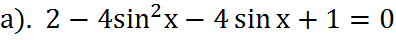 a). 2 − 4sin²x − 4 sin x + 1 = 0